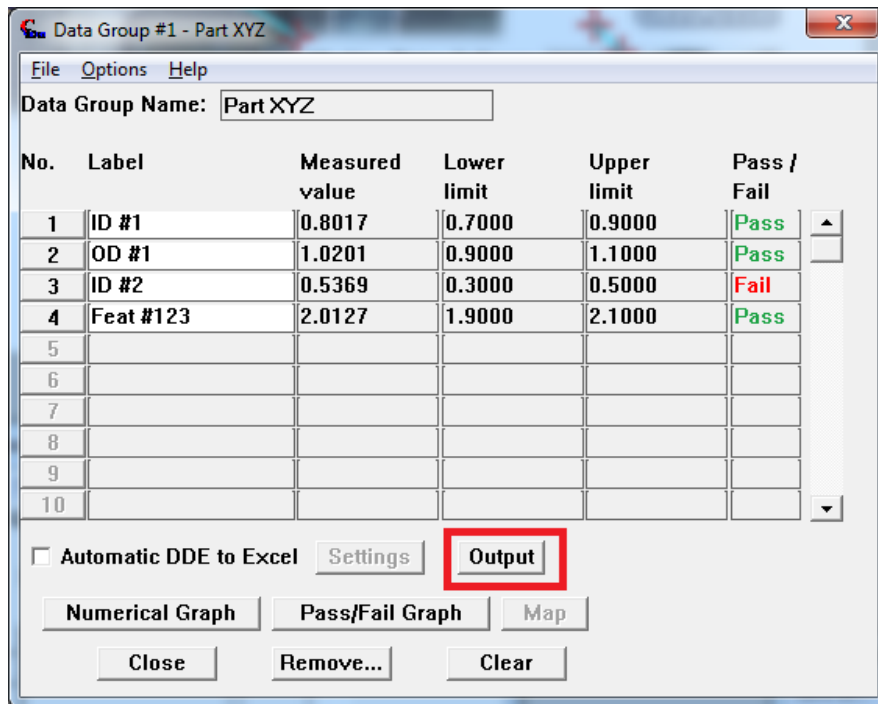 Data Group #1 - Part XYZ
File Options Help
Data Group Name: Part XYZ
No. Label Measured value Lower limit Upper limit Pass / Fail
1 ID #1 0.8017 0.7000 0.9000 Pass
2 OD #1 1.0201 0.9000 1.1000 Pass
3 ID #2 0.5369 0.3000 0.5000 Fail
4 Feat #123 2.0127 1.9000 2.1000 Pass
5
6
7
8
9
10
Automatic DDE to Excel Settings Output
Numerical Graph Pass/Fail Graph Map
Close Remove... Clear